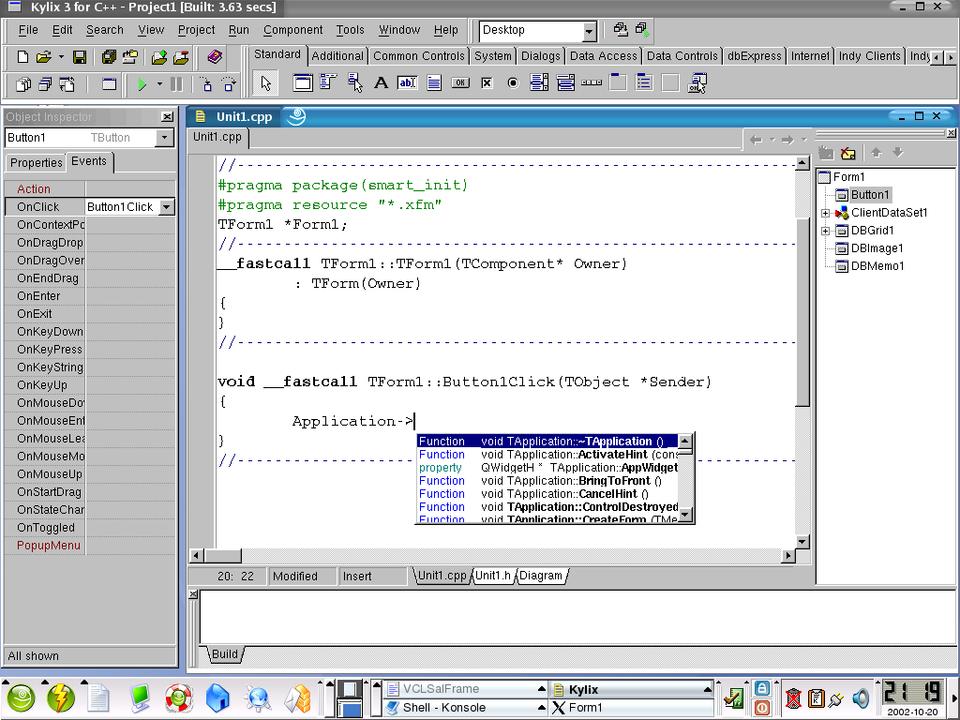 Kylix 3 for C++ - Project1 [Built: 3.63 secs]
File Edit Search View Project Run Component Tools Window Help Desktop
Standard Additional Common Controls System Dialogs Data Access Data Controls dbExpress Internet Indy Clients Indy
Object Inspector
Button1 TButton
Properties Events
Action
OnClick Button1Click
OnContextPo
OnDragDrop
OnDragOver
OnEndDrag
OnEnter
OnExit
OnKeyDown
OnKeyPress
OnKeyString
OnKeyUp
OnMouseDo
OnMouseEnt
OnMouseLea
OnMouseMo
OnMouseUp
OnStartDrag
OnStateChar
OnToggled
PopupMenu
All shown
Unit1.cpp
Unit1.cpp
//------------------------------------------------------------
#pragma package(smart_init)
#pragma resource "*.xfm"
TForm1 *Form1;
//------------------------------------------------------------
__fastcall TForm1::TForm1(TComponent* Owner)
: TForm(Owner)
{
}
//------------------------------------------------------------
void __fastcall TForm1::Button1Click(TObject *Sender)
{
Application->
}
//------------------------------------------------------------
Function void TApplication::~TApplication ()
Function void TApplication::ActivateHint (cons
property QWidgetH * TApplication::AppWidget
Function void TApplication::BringToFront ()
Function void TApplication::CancelHint ()
Function void TApplication::ControlDestroyed
Function void TApplication::CreateForm (TMe
20: 22 Modified Insert Unit1.cpp Unit1.h Diagram
Form1
Button1
ClientDataSet1
DBGrid1
DBImage1
DBMemo1
Build
VCLSalFrame
Shell - Konsole
Kylix
Form1
21 19
2002-10-20